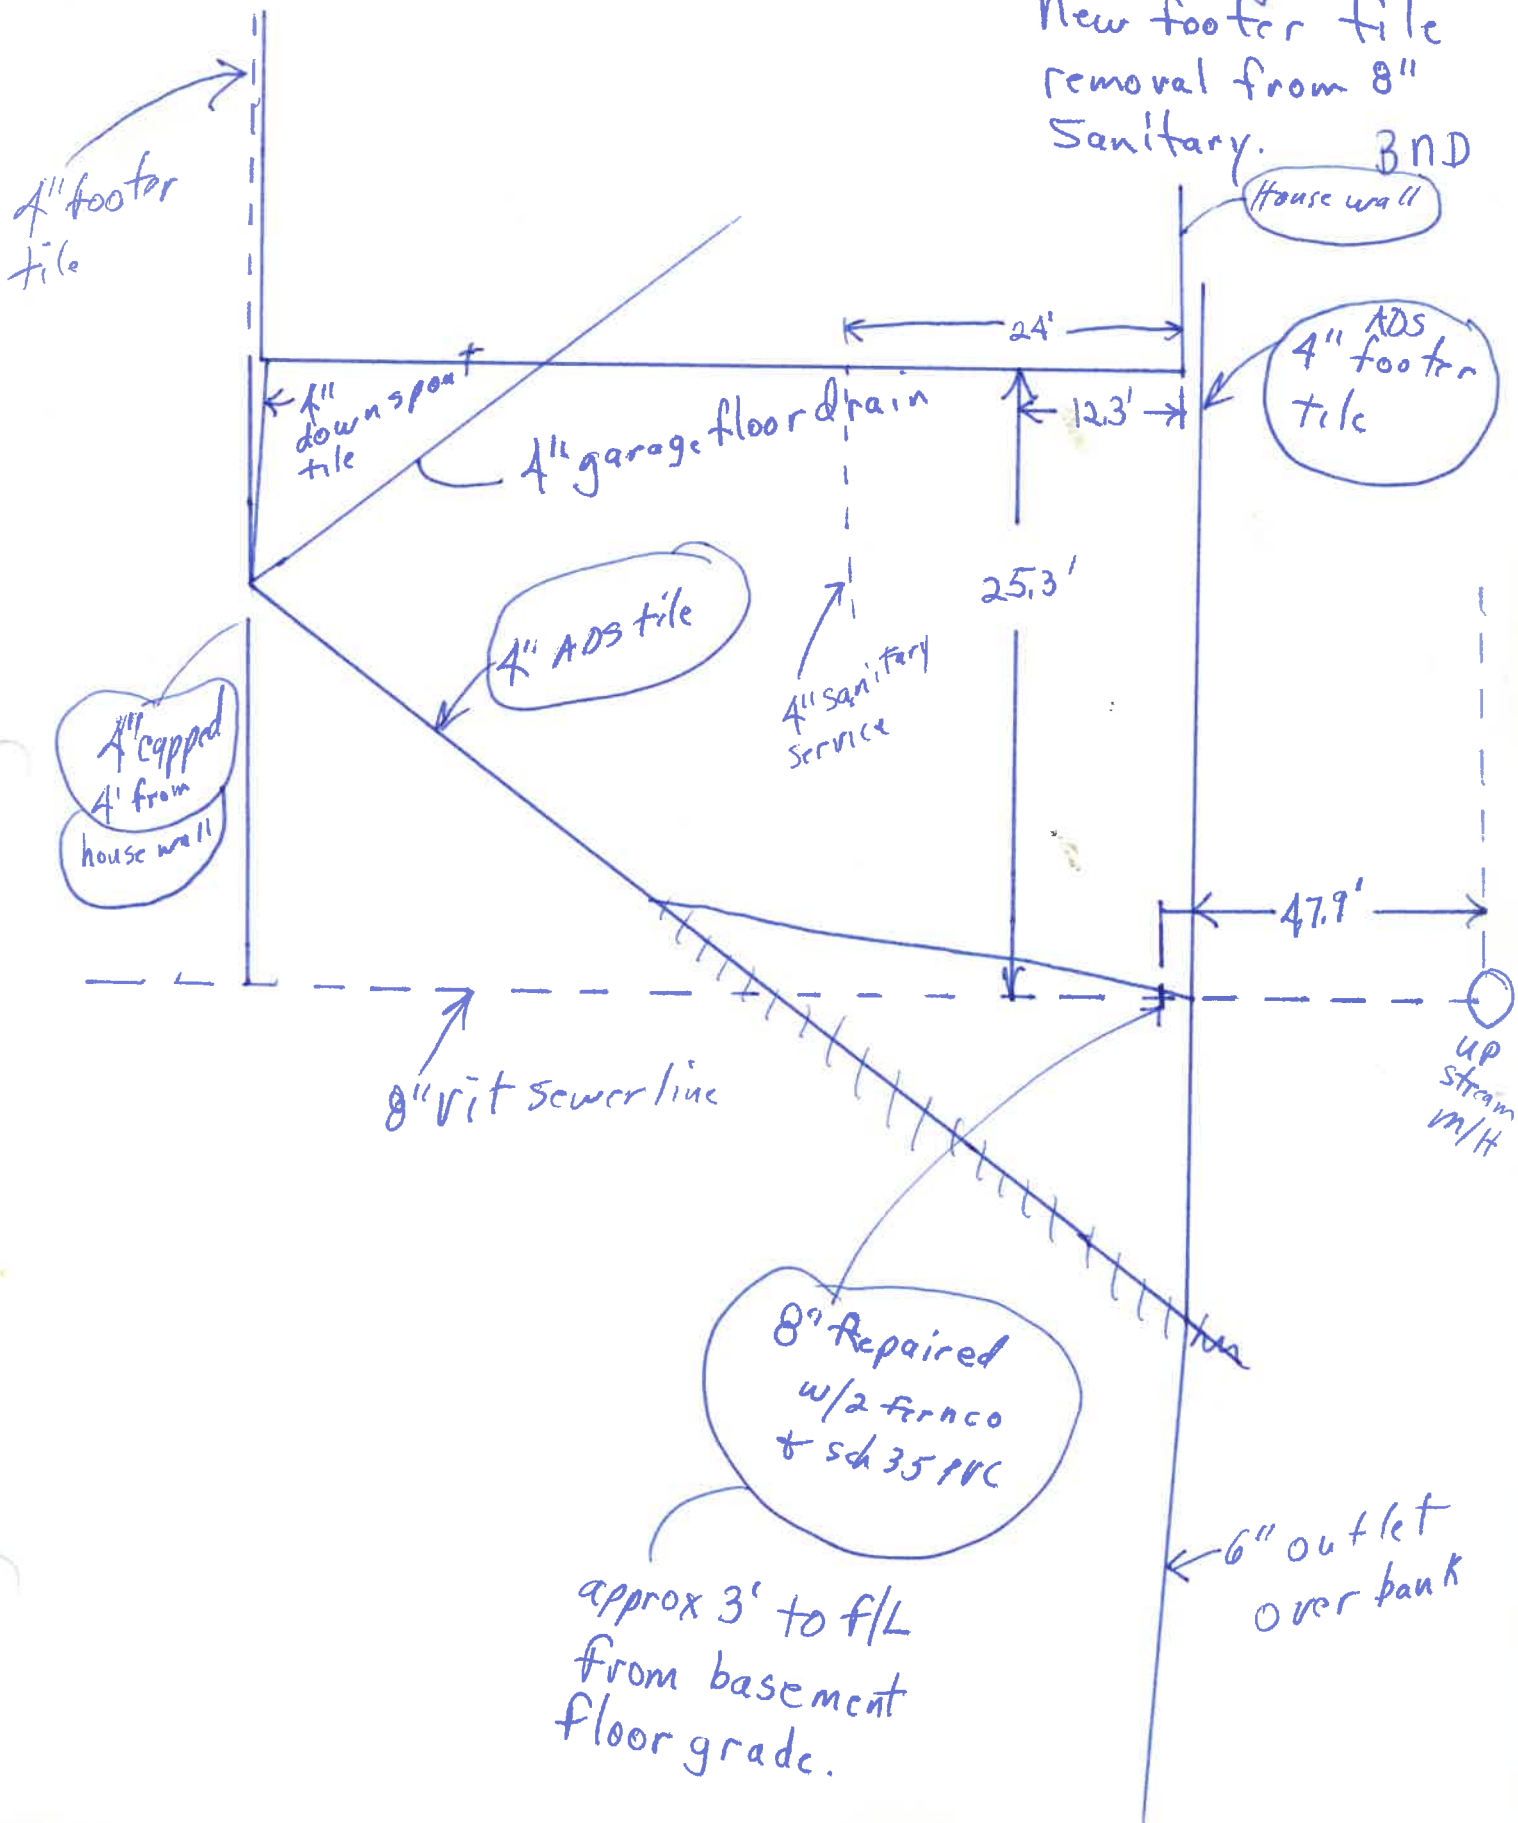 New footer tile
removal from 8"
Sanitary.
3 n D
House wall
4" footer
tile
24'
ADS
4" footer
tile
12.3'
4"
downspout
tile
4" garage floor drain
25.3'
4" ADS tile
4" sanitary
service
4" capped
4' from
house wall
47.9'
up
stream
m/H
8" vit sewer line
8" Repaired
w/2 fernco
+ sch 35 PVC
approx 3' to f/L
from basement
floor grade.
6" outlet
over bank